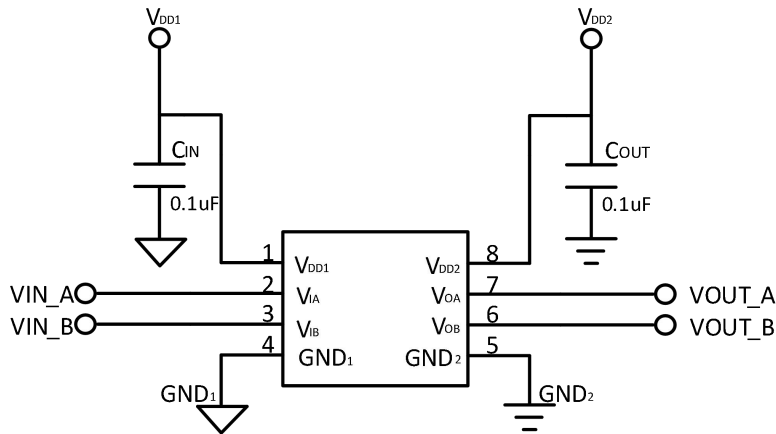 VDD1
VDD2
CIN
0.1uF
COUT
0.1uF
1
VDD1
VDD2
8
VIN_A
2
VIA
VOA
7
VOUT_A
VIN_B
3
VIB
VOB
6
VOUT_B
4
GND1
GND2
5
GND1
GND2